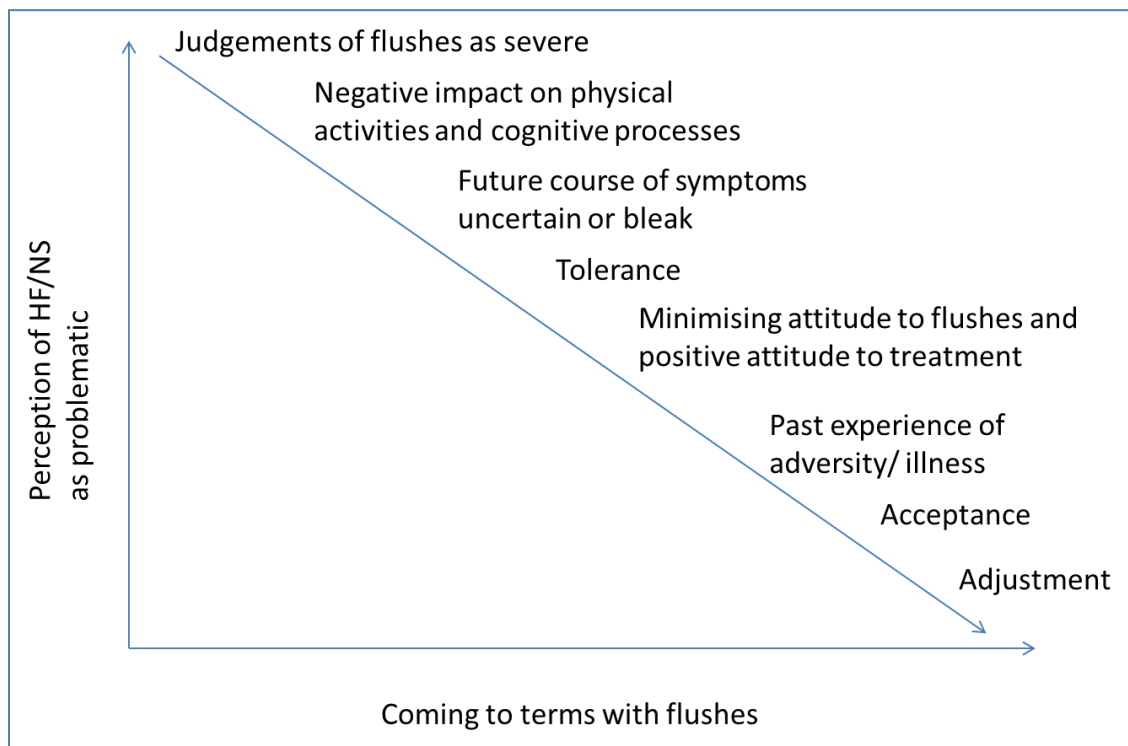 Judgements of flushes as severe
Negative impact on physical
activities and cognitive processes
Future course of symptoms
uncertain or bleak
Tolerance
Minimising attitude to flushes and
positive attitude to treatment
Past experience of
adversity/ illness
Acceptance
Adjustment
Perception of HF/NS
as problematic
Coming to terms with flushes